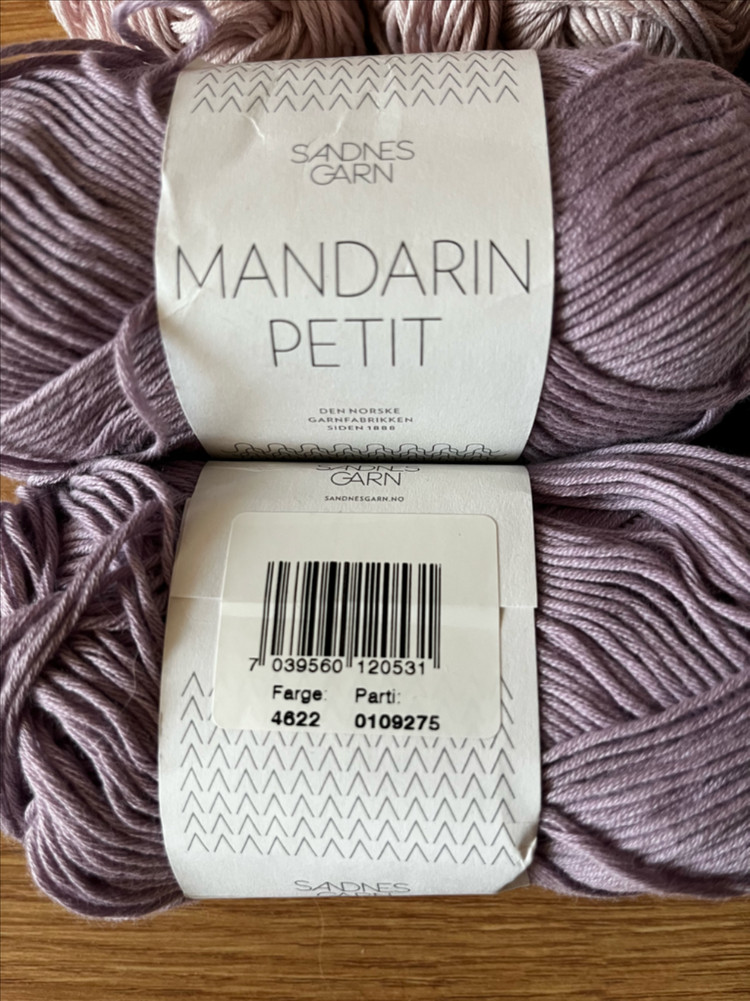 SANDNES
GARN
MANDARIN
PETIT
DEN NORSKE
GARNFABRIKKEN
SIDEN 1888
SANDNES
GARN
SANDNESGARN.NO
7 039560 120531
Farge: Parti:
4622 0109275
SANDNES
GARN